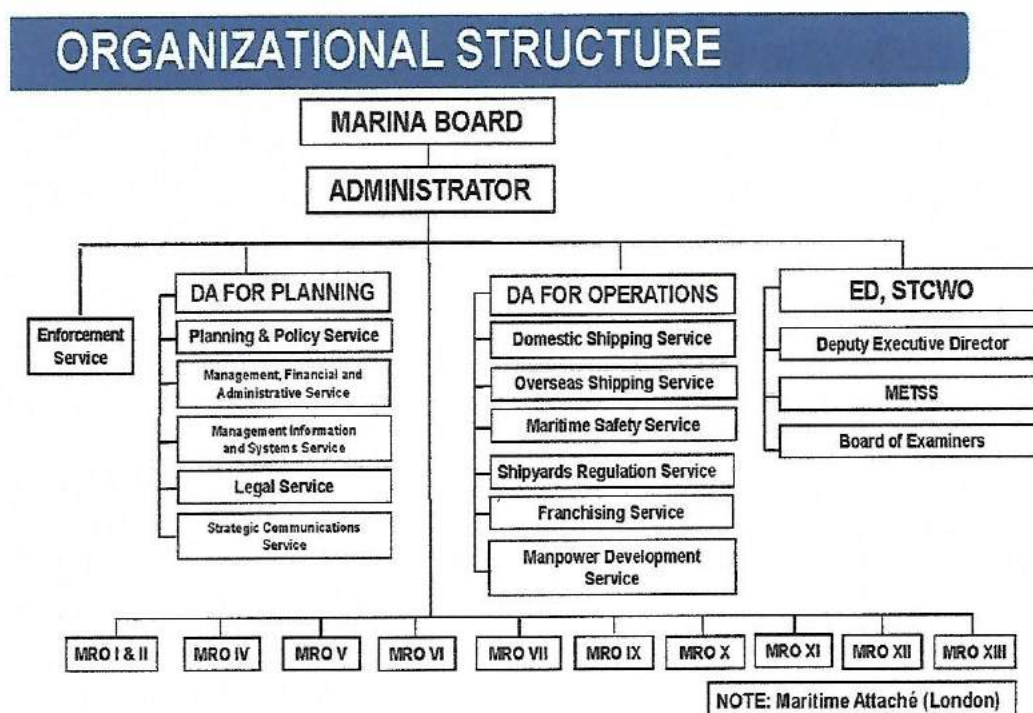 ORGANIZATIONAL STRUCTURE
MARINA BOARD
ADMINISTRATOR
Enforcement
Service
DA FOR PLANNING
Planning & Policy Service
Management, Financial and
Administrative Service
Management Information
and Systems Service
Legal Service
Strategic Communications
Service
DA FOR OPERATIONS
Domestic Shipping Service
Overseas Shipping Service
Maritime Safety Service
Shipyards Regulation Service
Franchising Service
Manpower Development
Service
ED, STCWO
Deputy Executive Director
METSS
Board of Examiners
MRO I & II
MRO IV
MRO V
MRO VI
MRO VII
MRO IX
MRO X
MRO XI
MRO XII
MRO XIII
NOTE: Maritime Attaché (London)